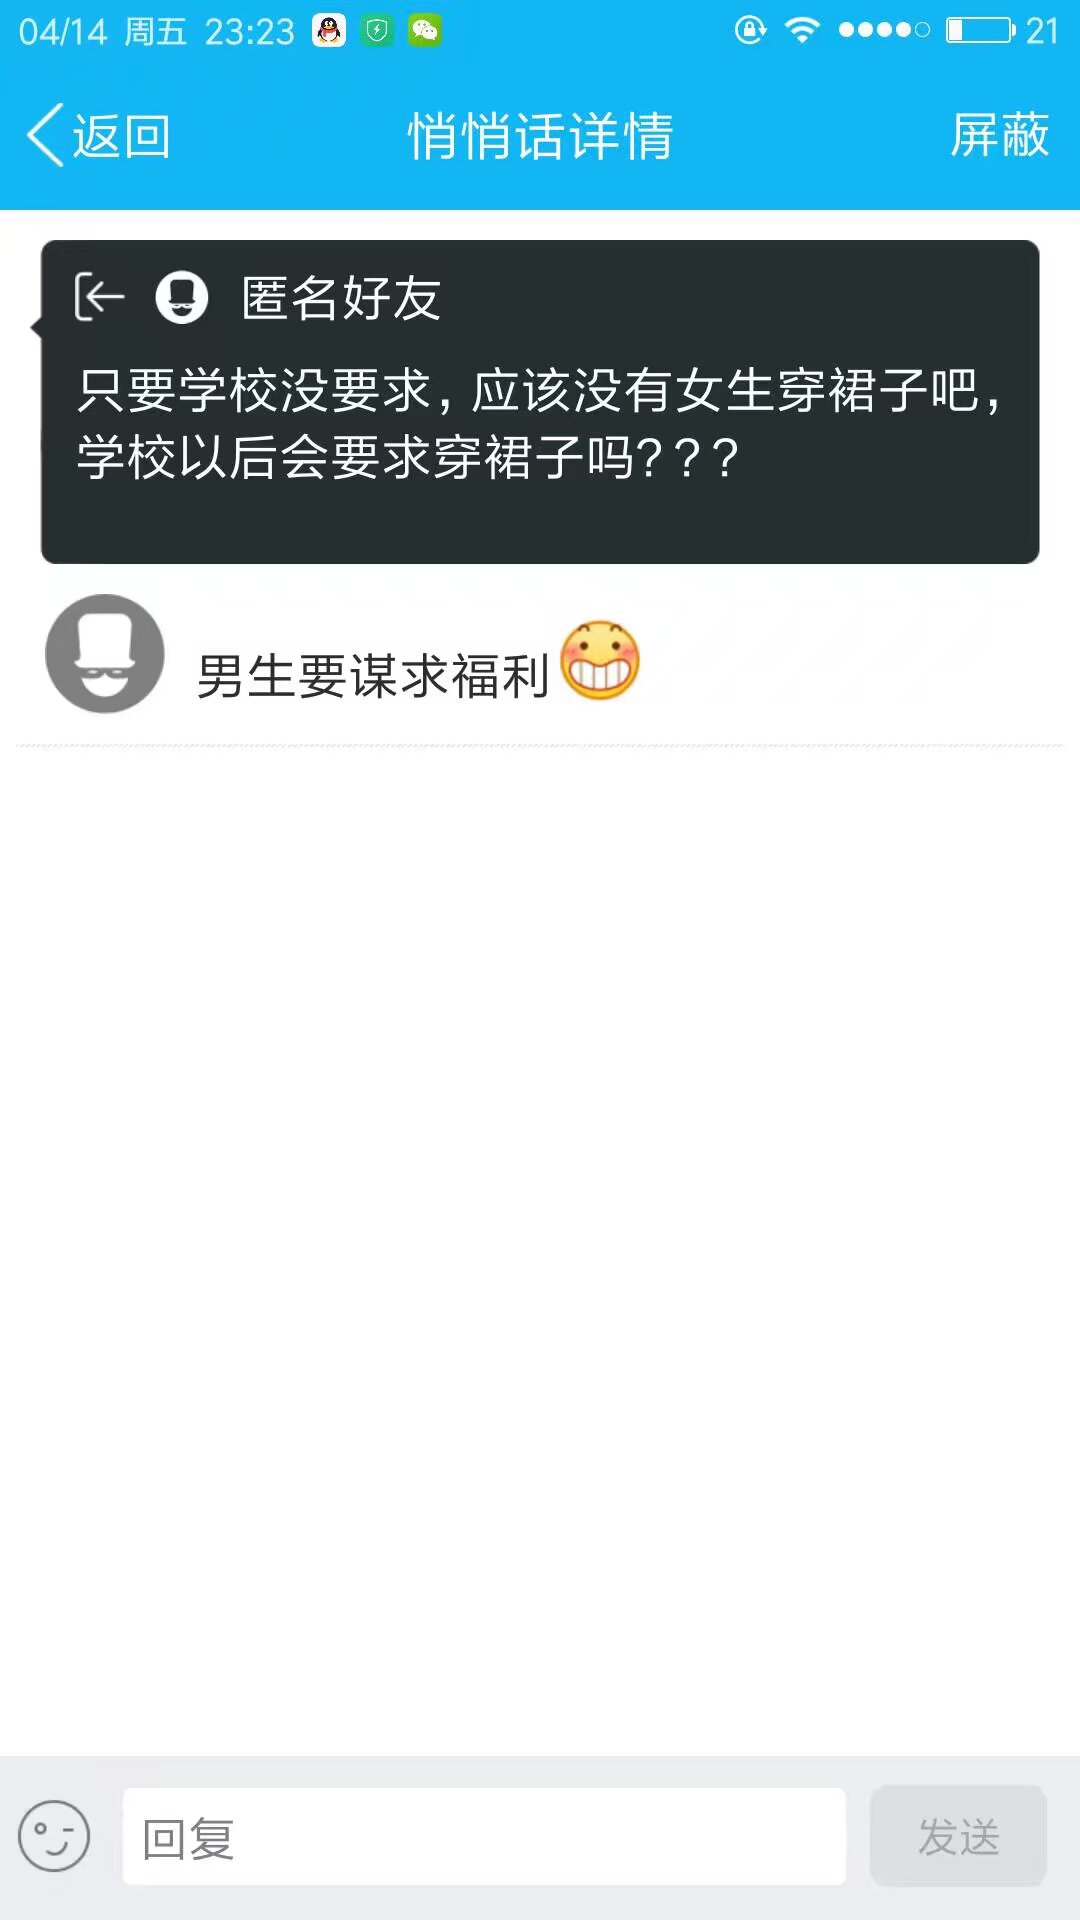 04/14 周五 23:23 21
返回 悄悄话详情 屏蔽
匿名好友
只要学校没要求，应该没有女生穿裙子吧，
学校以后会要求穿裙子吗？？？
男生要谋求福利
回复 发送